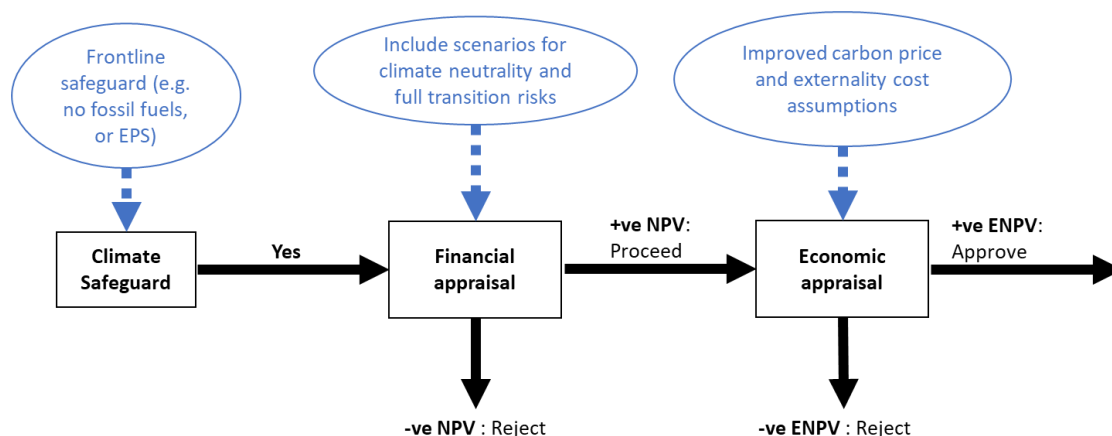 Frontline
safeguard (e.g.
no fossil fuels,
or EPS)
Include scenarios for
climate neutrality and
full transition risks
Improved carbon price
and externality cost
assumptions
Climate
Safeguard
Yes
Financial
appraisal
+ve NPV:
Proceed
Economic
appraisal
+ve ENPV:
Approve
-ve NPV : Reject
-ve ENPV : Reject